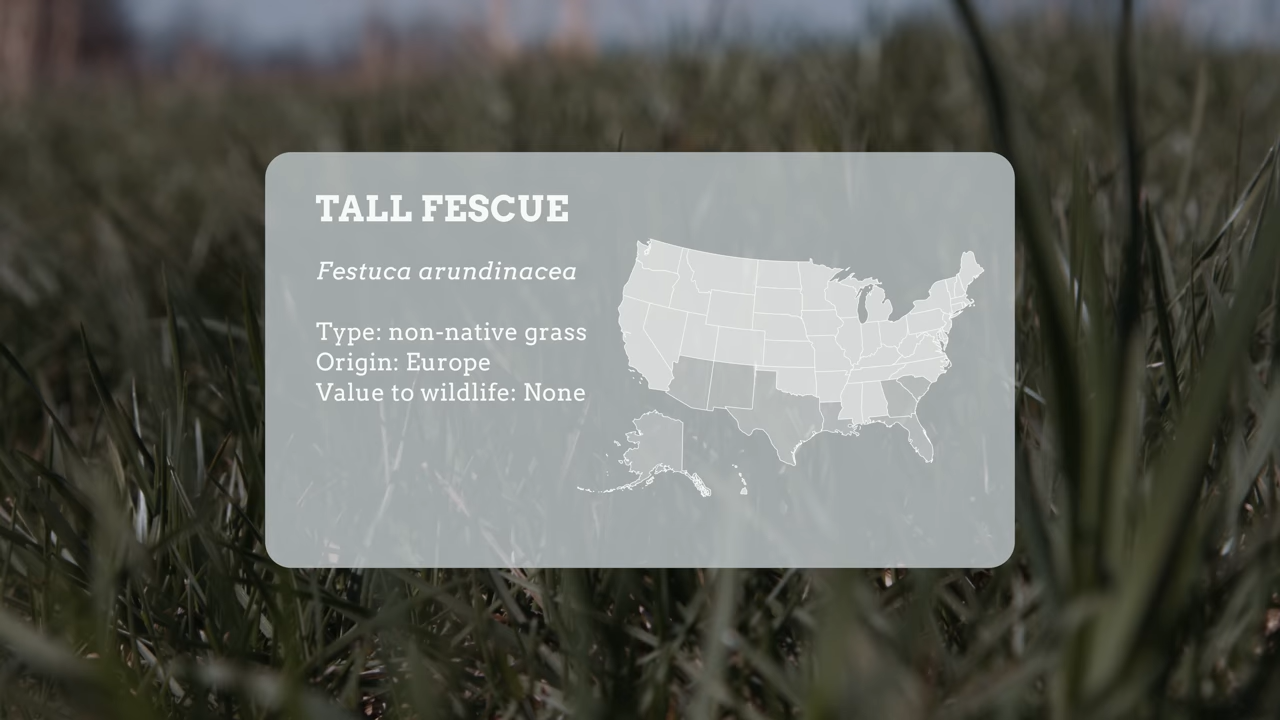 TALL FESCUE
Festuca arundinacea
Type: non-native grass
Origin: Europe
Value to wildlife: None